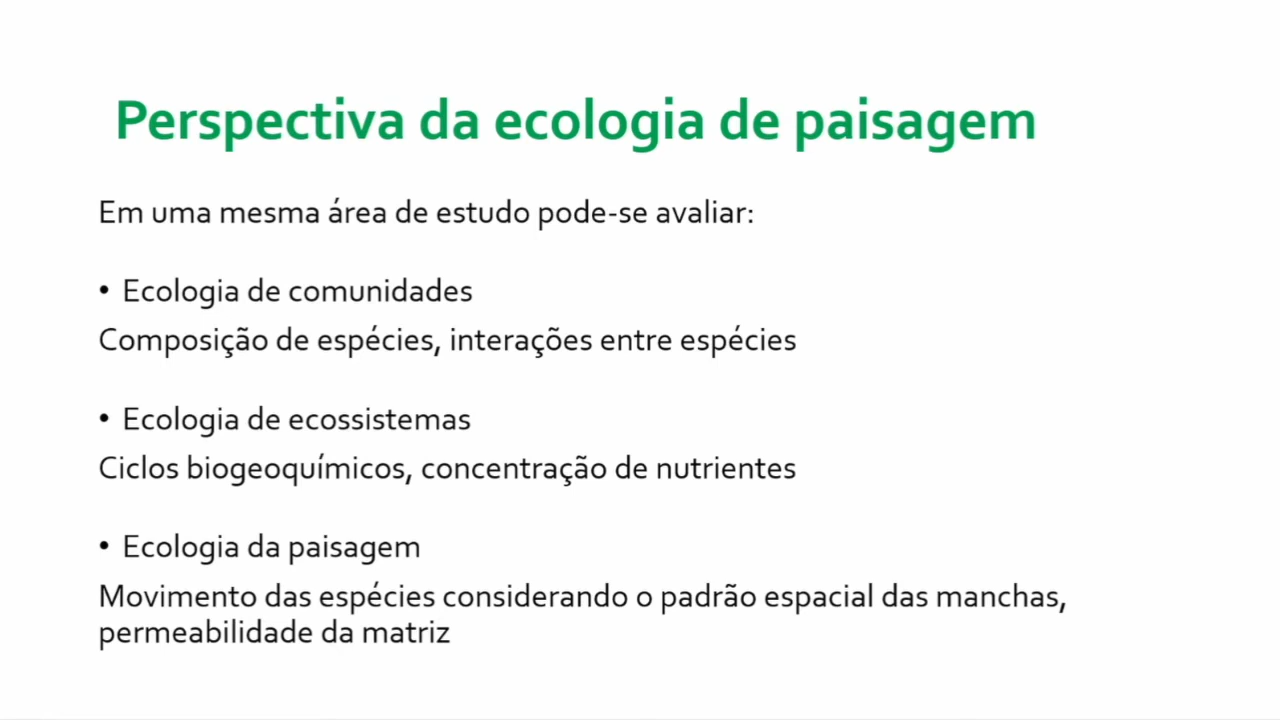 Perspectiva da ecologia de paisagem
Em uma mesma área de estudo pode-se avaliar:
• Ecologia de comunidades
Composição de espécies, interações entre espécies
• Ecologia de ecossistemas
Ciclos biogeoquímicos, concentração de nutrientes
• Ecologia da paisagem
Movimento das espécies considerando o padrão espacial das manchas,
permeabilidade da matriz